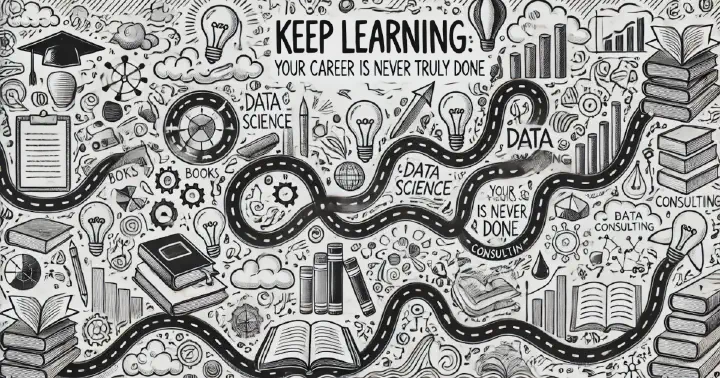 KEEP LEARNING:
YOUR CAREER IS NEVER TRULY DONE
DATA
SCIENCE
DATA
BOKS
BOOKS
DATA
SCIENCE
YOUR
IS NEVER
DONE
CONSULTIN
CONSULTING
BATA
CONSULTING